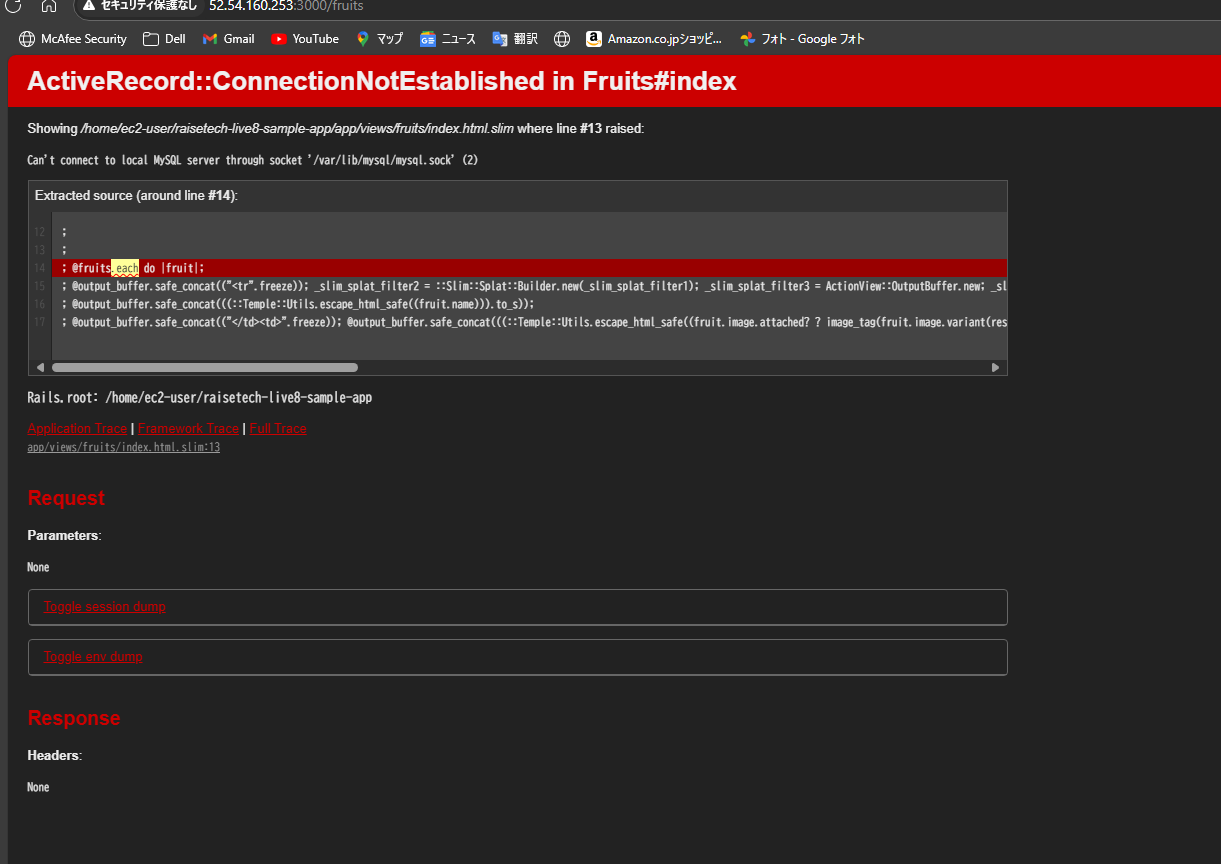 セキュリティ保護なし 52.54.160.253:3000/fruits
McAfee Security Dell Gmail YouTube マップ ニュース 翻訳 Amazon.co.jpショッピ... フォト - Google フォト
ActiveRecord::ConnectionNotEstablished in Fruits#index
Showing /home/ec2-user/raisetech-live8-sample-app/app/views/fruits/index.html.slim where line #13 raised:
Can't connect to local MySQL server through socket '/var/lib/mysql/mysql.sock' (2)
Extracted source (around line #14):
12 ;
13 ;
14 ; @fruits.each do |fruit|;
15 ; @output_buffer.safe_concat(("<tr".freeze)); _slim_splat_filter2 = ::Slim::Splat::Builder.new(_slim_splat_filter1); _slim_splat_filter3 = ActionView::OutputBuffer.new; _sl
16 ; @output_buffer.safe_concat(((::Temple::Utils.escape_html_safe((fruit.name))).to_s));
17 ; @output_buffer.safe_concat(("</td><td>".freeze)); @output_buffer.safe_concat(((::Temple::Utils.escape_html_safe((fruit.image.attached? ? image_tag(fruit.image.variant(res
Rails.root: /home/ec2-user/raisetech-live8-sample-app
Application Trace | Framework Trace | Full Trace
app/views/fruits/index.html.slim:13
Request
Parameters:
None
Toggle session dump
Toggle env dump
Response
Headers:
None